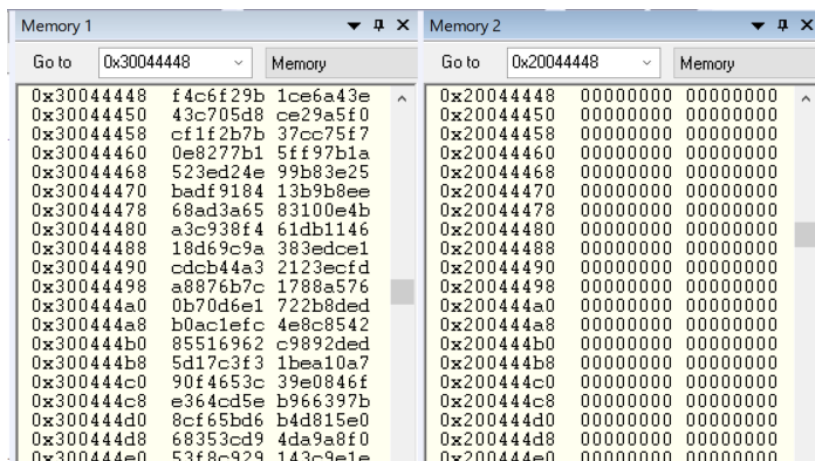 Memory 1
Go to 0x30044448 Memory
0x30044448 f4c6f29b 1ce6a43e
0x30044450 43c705d8 ce29a5f0
0x30044458 cf1f2b7b 37cc75f7
0x30044460 0e8277b1 5ff97b1a
0x30044468 523ed24e 99b83e25
0x30044470 badf9184 13b9b8ee
0x30044478 68ad3a65 83100e4b
0x30044480 a3c938f4 61db1146
0x30044488 18d69c9a 383edce1
0x30044490 cdcb44a3 2123ecfd
0x30044498 a8876b7c 1788a576
0x300444a0 0b70d6e1 722b8ded
0x300444a8 b0ac1efc 4e8c8542
0x300444b0 85516962 c9892ded
0x300444b8 5d17c3f3 1bea10a7
0x300444c0 90f4653c 39e0846f
0x300444c8 e364cd5e b966397b
0x300444d0 8cf65bd6 b4d815e0
0x300444d8 68353cd9 4da9a8f0
0x300444e0 53f8c929 143c9e1e
Memory 2
Go to 0x20044448 Memory
0x20044448 00000000 00000000
0x20044450 00000000 00000000
0x20044458 00000000 00000000
0x20044460 00000000 00000000
0x20044468 00000000 00000000
0x20044470 00000000 00000000
0x20044478 00000000 00000000
0x20044480 00000000 00000000
0x20044488 00000000 00000000
0x20044490 00000000 00000000
0x20044498 00000000 00000000
0x200444a0 00000000 00000000
0x200444a8 00000000 00000000
0x200444b0 00000000 00000000
0x200444b8 00000000 00000000
0x200444c0 00000000 00000000
0x200444c8 00000000 00000000
0x200444d0 00000000 00000000
0x200444d8 00000000 00000000
0x200444e0 00000000 00000000